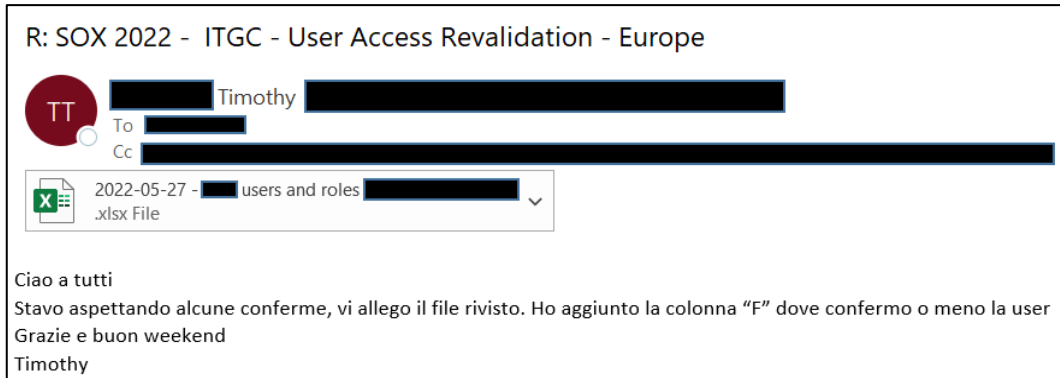 R: SOX 2022 - ITGC - User Access Revalidation - Europe
TT
Timothy
To
Cc
2022-05-27 - users and roles
.xlsx File
Ciao a tutti
Stavo aspettando alcune conferme, vi allego il file rivisto. Ho aggiunto la colonna “F” dove confermo o meno la user
Grazie e buon weekend
Timothy